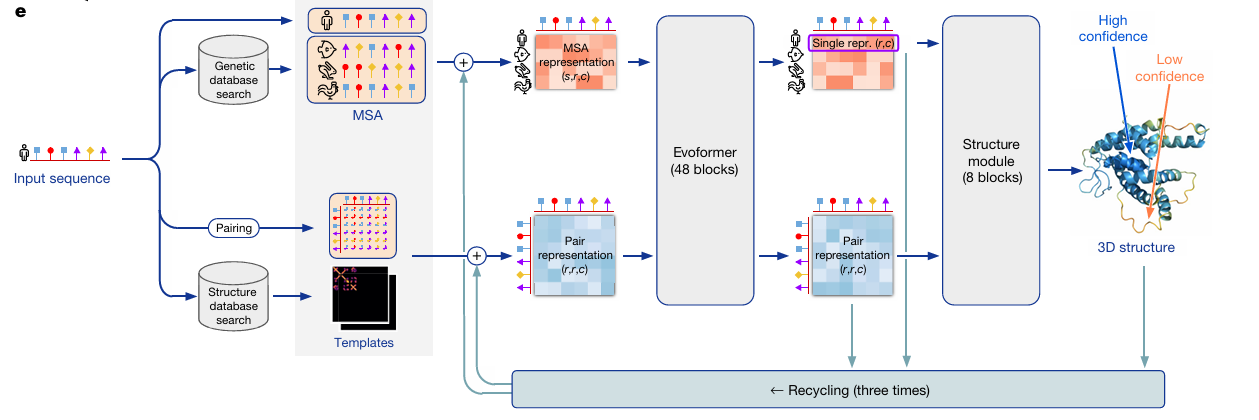 e
Input sequence
Genetic
database
search
MSA
Pairing
Structure
database
search
Templates
+
+
MSA
representation
(s,r,c)
Pair
representation
(r,r,c)
Evoformer
(48 blocks)
Single repr. (r,c)
Pair
representation
(r,r,c)
Structure
module
(8 blocks)
High
confidence
Low
confidence
3D structure
← Recycling (three times)